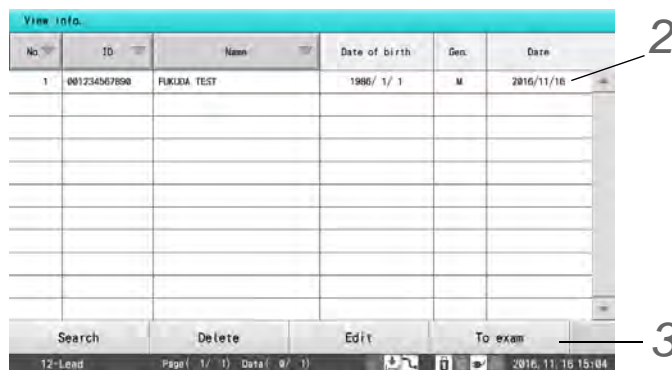 View info.
No. ID Name Date of birth Gen. Date
2
1 001234567890 FUKUDA TEST 1986/ 1/ 1 M 2016/11/16
Search Delete Edit To exam
3
12-Lead Page( 1/ 1) Data( 0/ 1) 2016.11.16 15:04